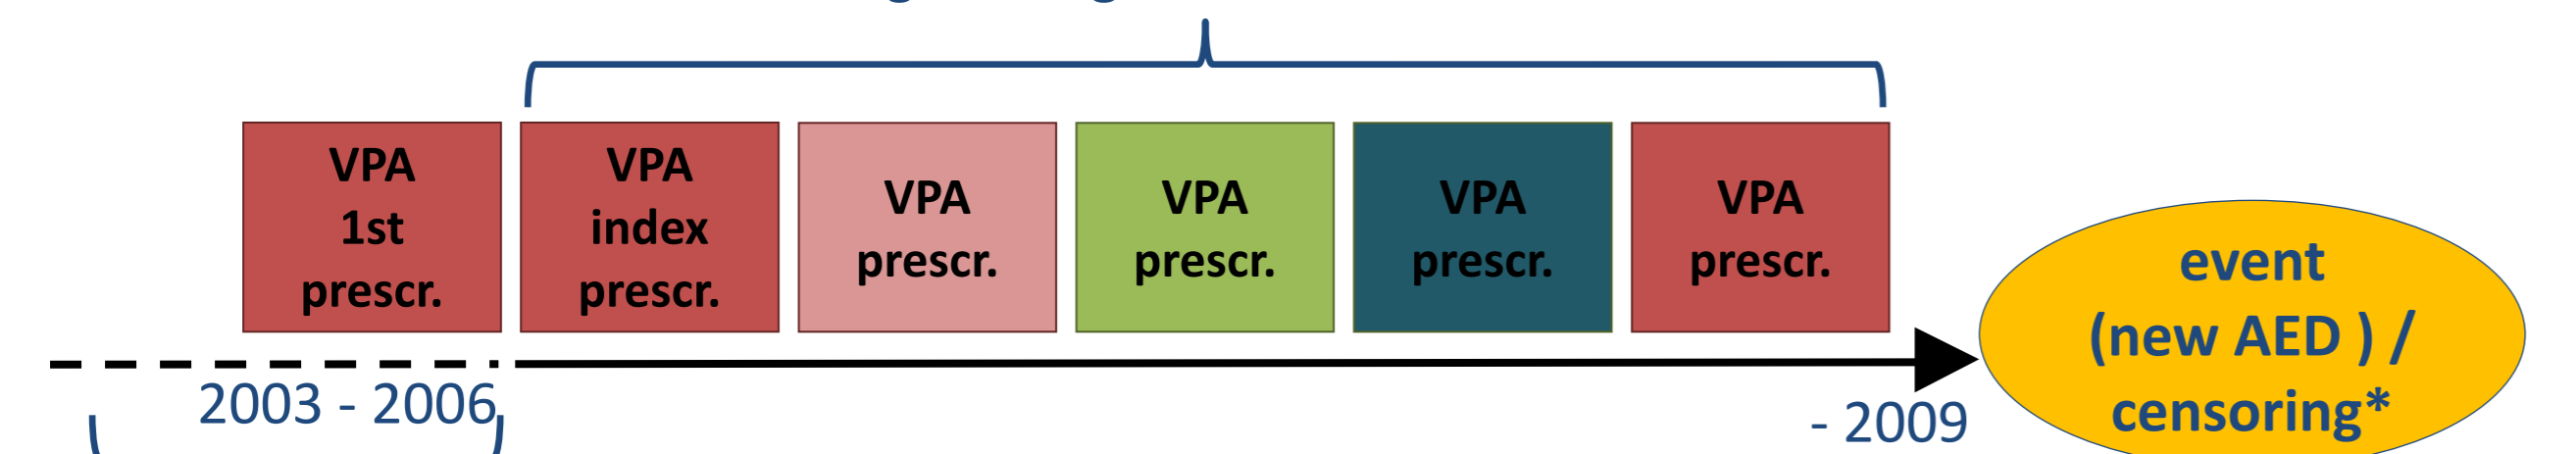 VPA
1st
prescr.
VPA
index
prescr.
VPA
prescr.
VPA
prescr.
VPA
prescr.
VPA
prescr.
event
(new AED ) /
censoring*
2003 - 2006
- 2009